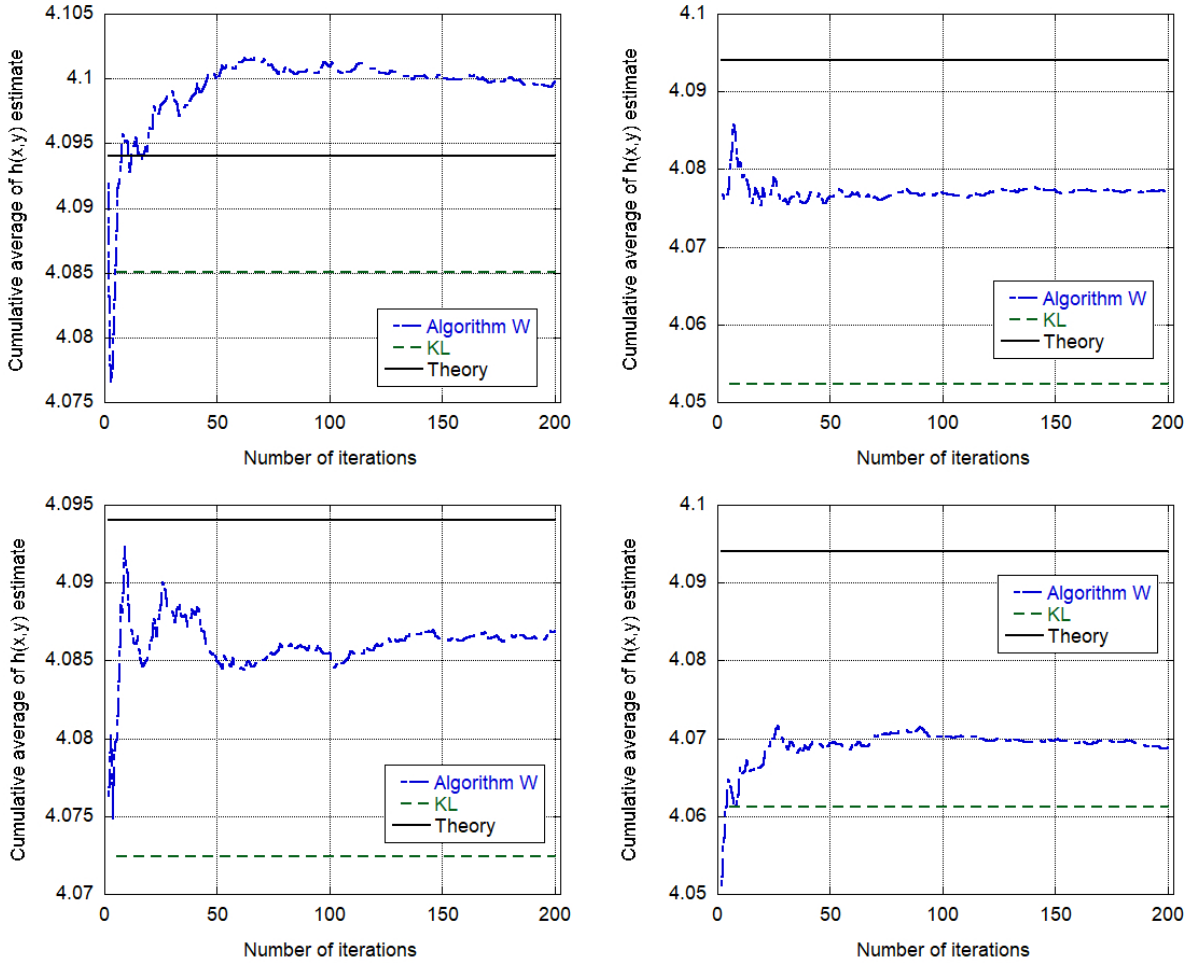 Cumulative average of h(x,y) estimate
4.105
4.1
4.095
4.09
4.085
4.08
4.075
0
50
100
150
200
Number of iterations
Algorithm W
KL
Theory
Cumulative average of h(x,y) estimate
4.1
4.09
4.08
4.07
4.06
4.05
0
50
100
150
200
Number of iterations
Algorithm W
KL
Theory
Cumulative average of h(x,y) estimate
4.095
4.09
4.085
4.08
4.075
4.07
0
50
100
150
200
Number of iterations
Algorithm W
KL
Theory
Cumulative average of h(x,y) estimate
4.1
4.09
4.08
4.07
4.06
4.05
0
50
100
150
200
Number of iterations
Algorithm W
KL
Theory